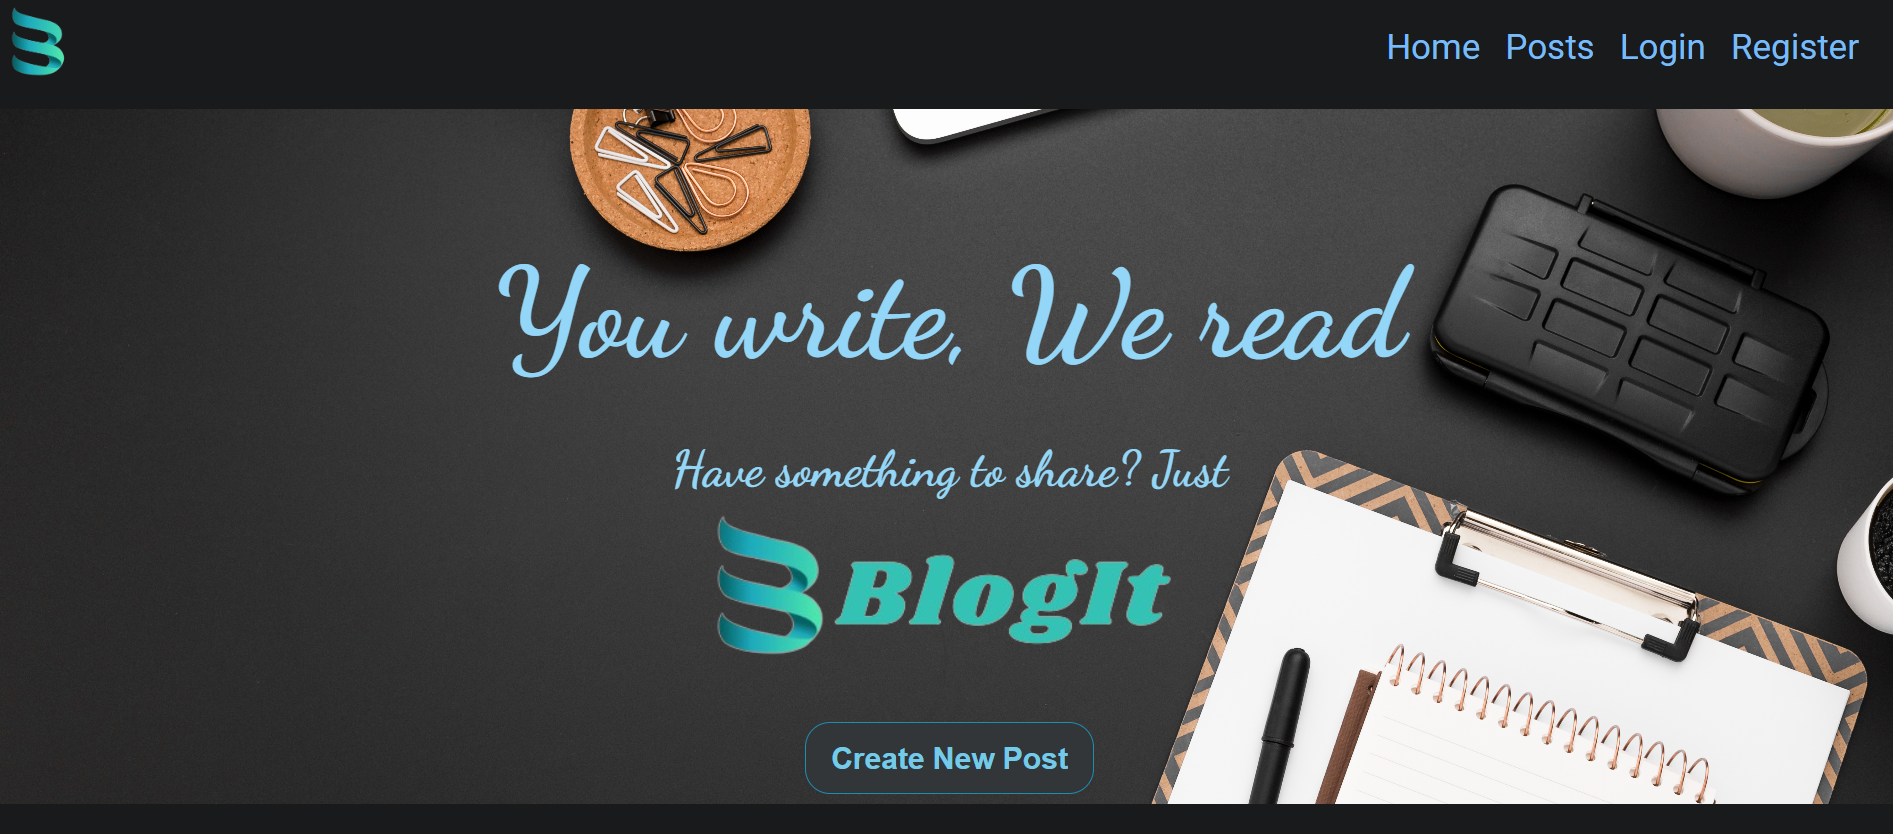 Home Posts Login Register
You write, We read
Have something to share? Just
BlogIt
Create New Post